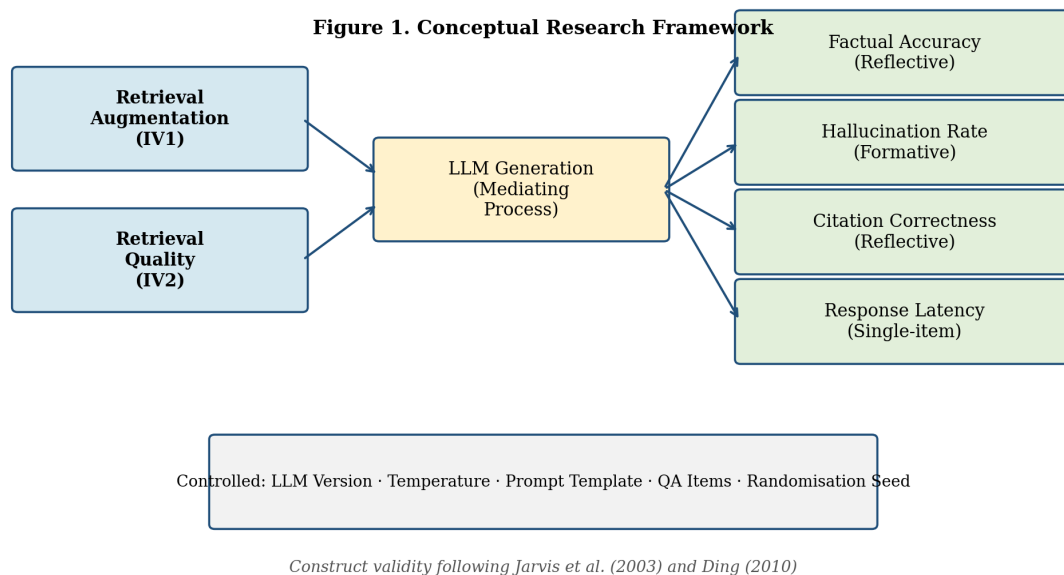 Figure 1. Conceptual Research Framework
Retrieval
Augmentation
(IV1)
Retrieval
Quality
(IV2)
LLM Generation
(Mediating
Process)
Factual Accuracy
(Reflective)
Hallucination Rate
(Formative)
Citation Correctness
(Reflective)
Response Latency
(Single-item)
Controlled: LLM Version · Temperature · Prompt Template · QA Items · Randomisation Seed
Construct validity following Jarvis et al. (2003) and Ding (2010)